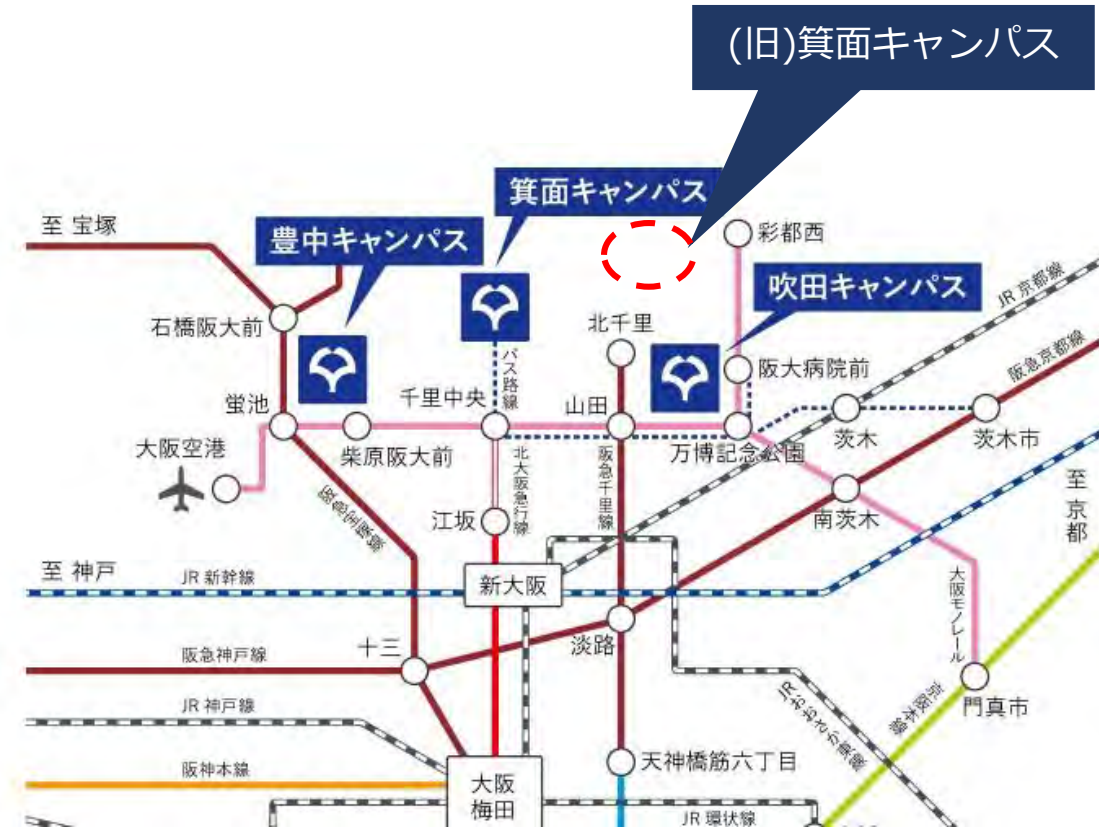 (旧)箕面キャンパス
箕面キャンパス
至 宝塚
豊中キャンパス
彩都西
吹田キャンパス
JR 京都線
石橋阪大前
北千里
バス路線
阪大病院前
阪急京都線
蛍池
千里中央
山田
大阪空港
柴原阪大前
万博記念公園
茨木
茨木市
北大阪急行線
阪急千里線
至 京都
阪急宝塚線
江坂
南茨木
至 神戸
JR 新幹線
新大阪
大阪モノレール
十三
淡路
阪急神戸線
JR 神戸線
JRおおさか東線
京阪本線
門真市
阪神本線
大阪
梅田
天神橋筋六丁目
JR 環状線